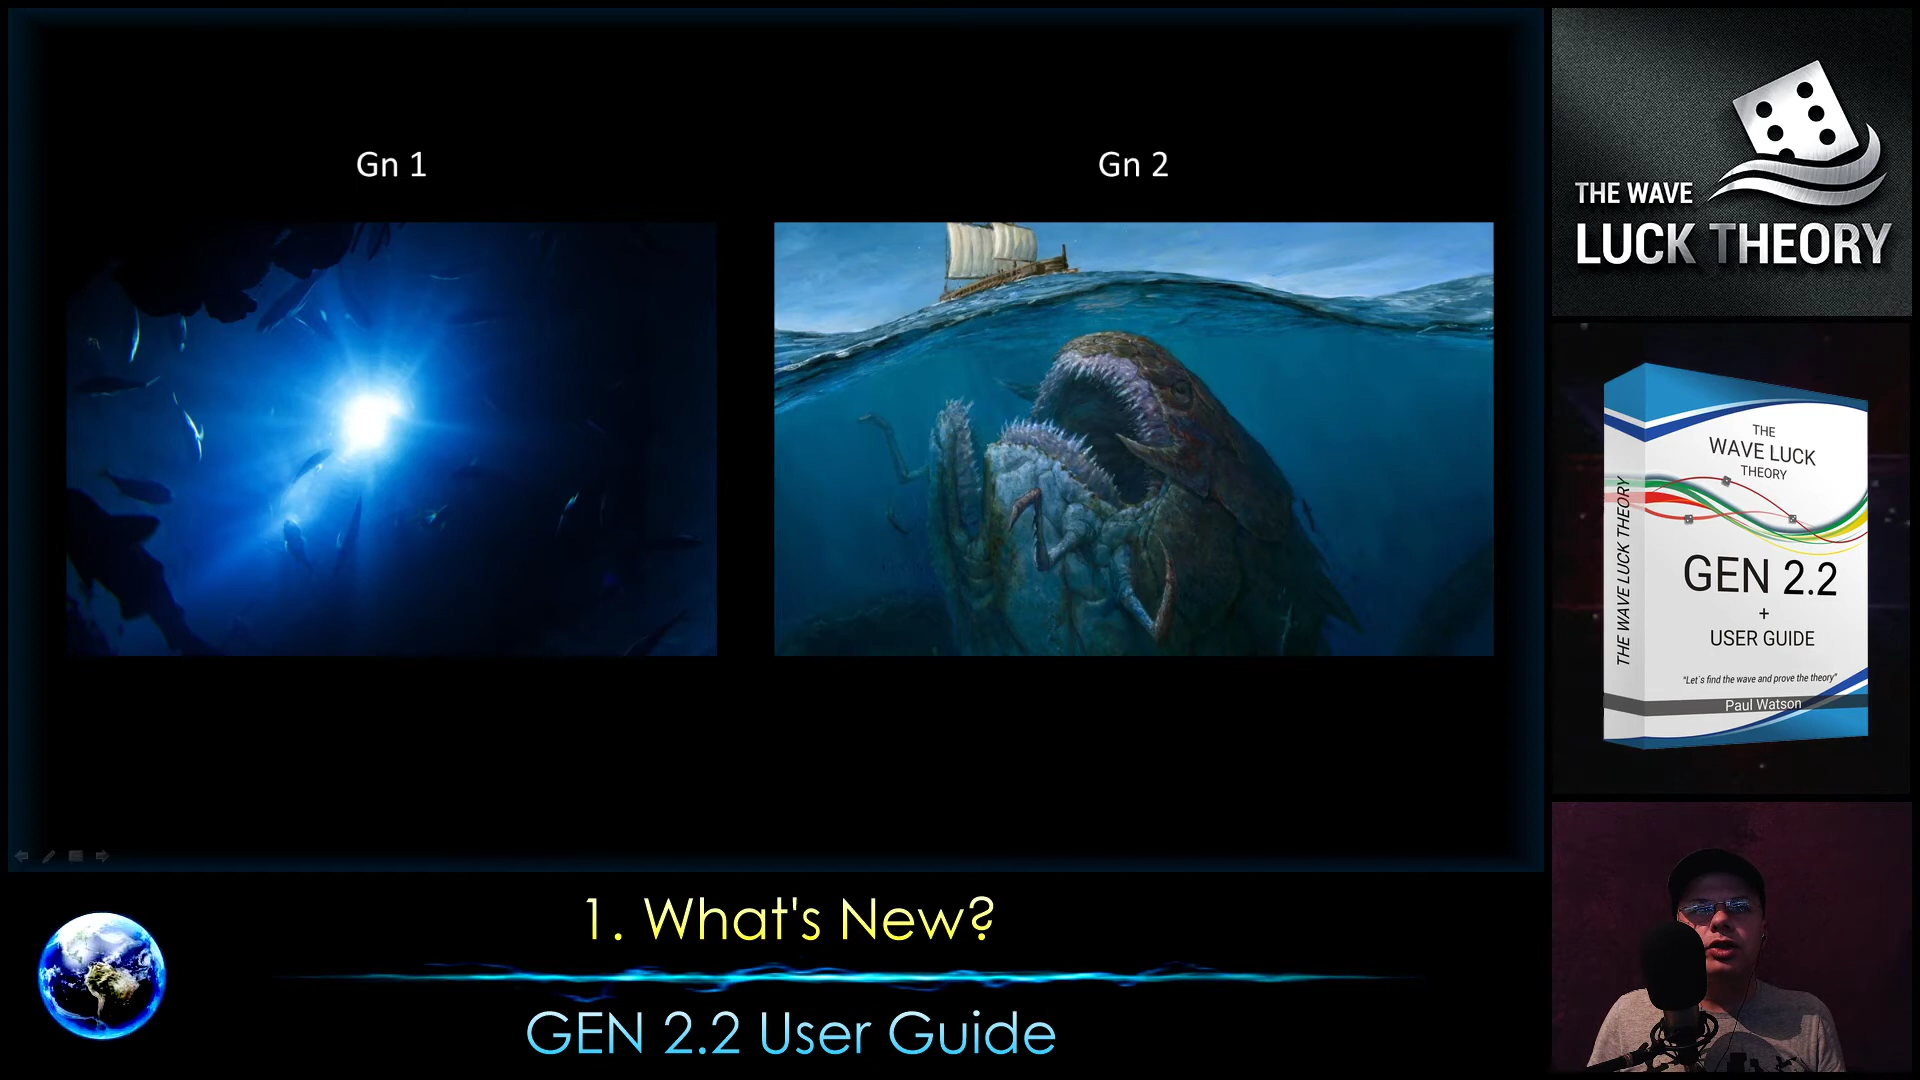 Gn 1
Gn 2
THE WAVE
LUCK THEORY
THE
WAVE LUCK
THEORY
THE WAVE LUCK THEORY
GEN 2.2
+
USER GUIDE
"Let´s find the wave and prove the theory"
Paul Watson
1. What's New?
GEN 2.2 User Guide